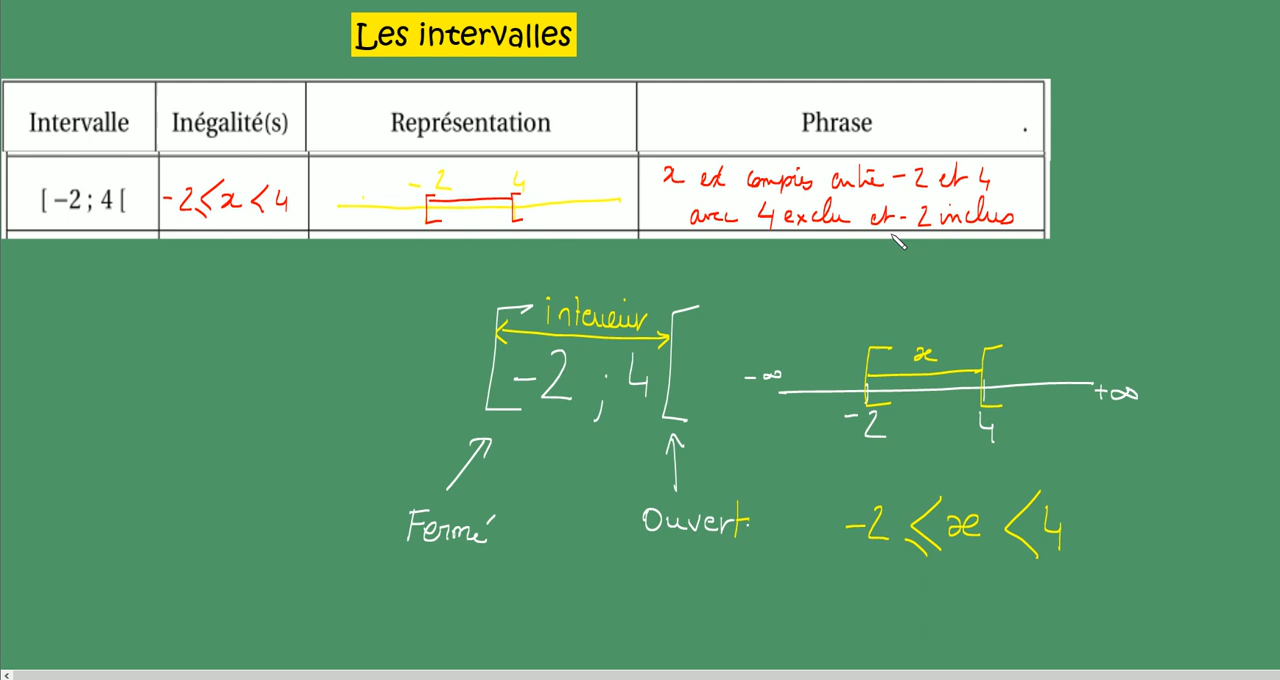 Les intervalles
Intervalle Inégalité(s) Représentation Phrase .
[ −2 ; 4 [ -2 ⩽ x < 4 -2 4 x est compris entre -2 et 4
avec 4 exclu et -2 inclus
interieur
[ -2 ; 4 [
x
-∞ +∞
-2 4
Fermé Ouvert.
-2 ⩽ x < 4